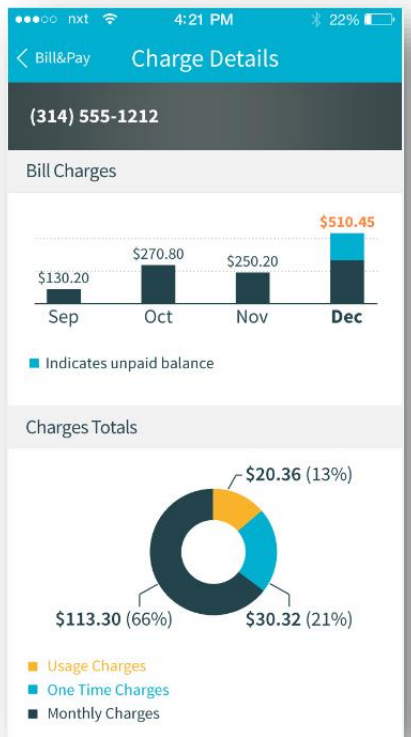 nxt 4:21 PM 22%
Bill&Pay Charge Details
(314) 555-1212
Bill Charges
$510.45
$270.80
$250.20
$130.20
Sep Oct Nov Dec
Indicates unpaid balance
Charges Totals
$20.36 (13%)
$113.30 (66%) $30.32 (21%)
Usage Charges
One Time Charges
Monthly Charges